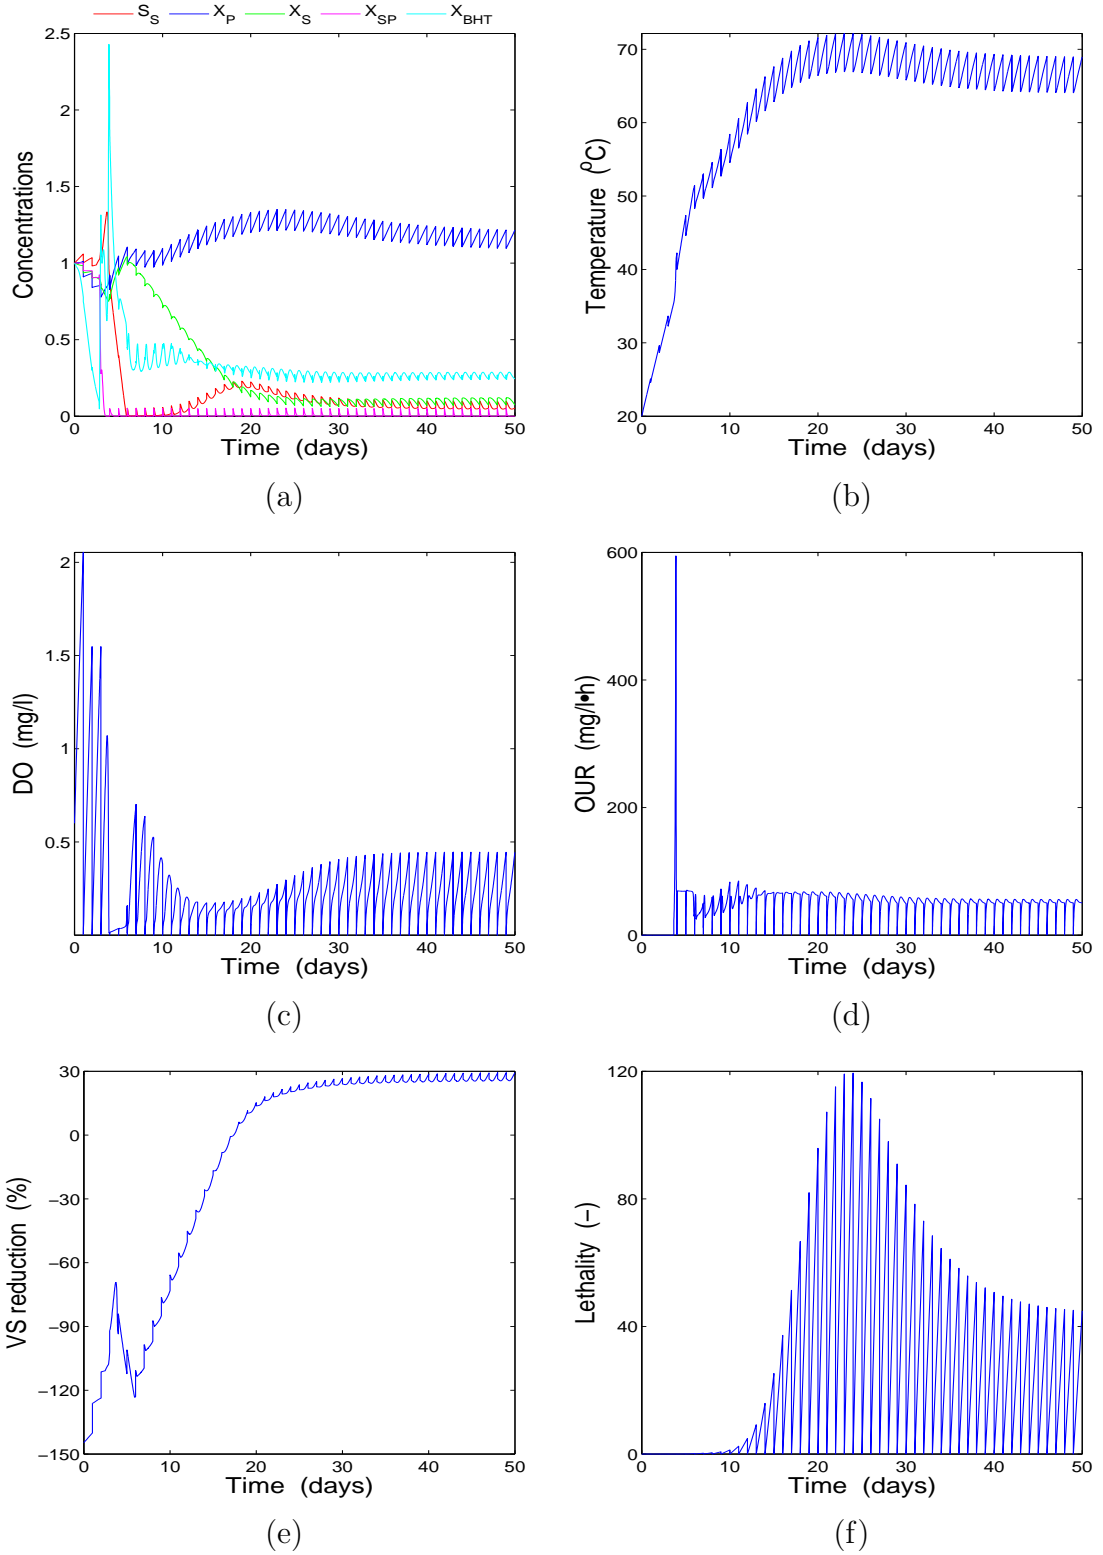 S_S X_P X_S X_SP X_BHT
2.5
2
1.5
1
0.5
0
Concentrations
0 10 20 30 40 50
Time (days)
(a)
70
60
50
40
30
20
Temperature (⁰C)
0 10 20 30 40 50
Time (days)
(b)
2
1.5
1
0.5
DO (mg/l)
0 10 20 30 40 50
Time (days)
(c)
600
400
200
0
OUR (mg/l•h)
0 10 20 30 40 50
Time (days)
(d)
30
0
−30
−60
−90
−120
−150
VS reduction (%)
0 10 20 30 40 50
Time (days)
(e)
120
80
40
0
Lethality (−)
0 10 20 30 40 50
Time (days)
(f)